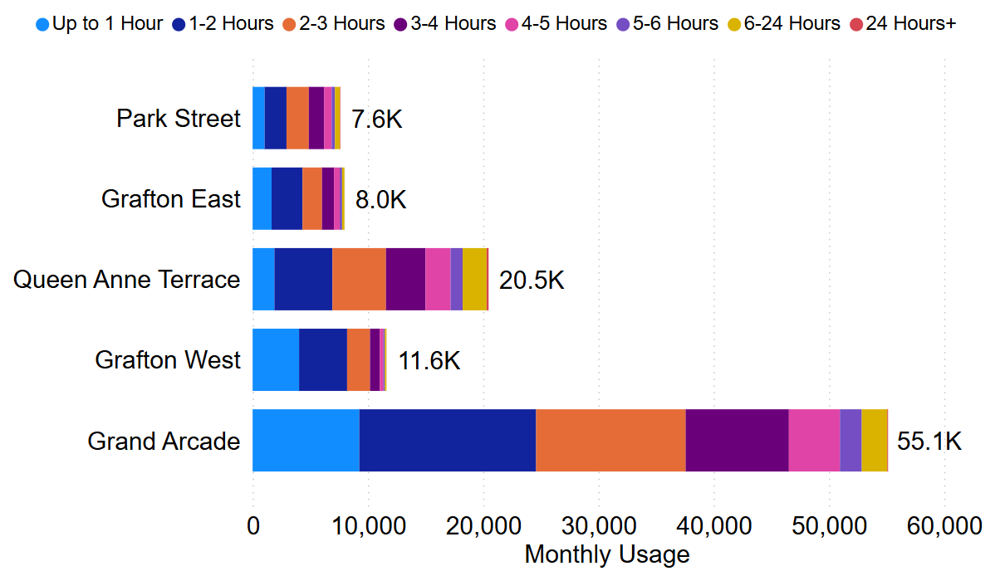 Up to 1 Hour 1-2 Hours 2-3 Hours 3-4 Hours 4-5 Hours 5-6 Hours 6-24 Hours 24 Hours+
Park Street 7.6K
Grafton East 8.0K
Queen Anne Terrace 20.5K
Grafton West 11.6K
Grand Arcade 55.1K
0 10,000 20,000 30,000 40,000 50,000 60,000
Monthly Usage